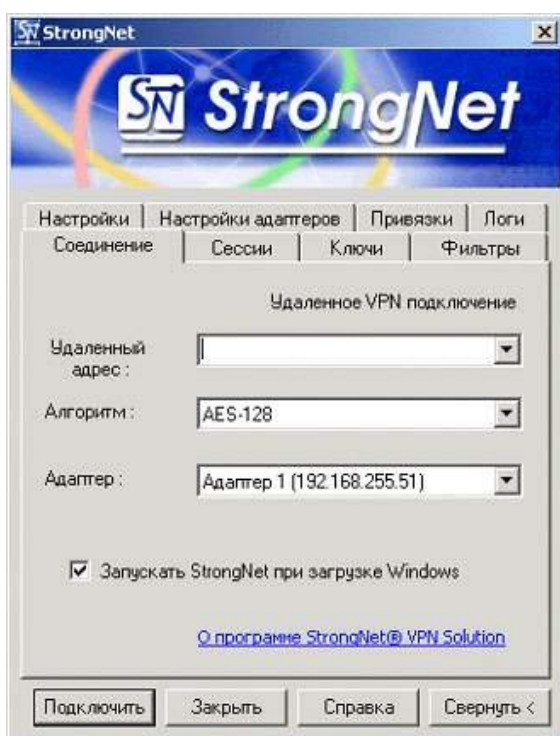 StrongNet
SN StrongNet
Настройки Настройки адаптеров Привязки Логи
Соединение Сессии Ключи Фильтры
Удаленное VPN подключение
Удаленный
адрес :
Алгоритм : AES-128
Адаптер : Адаптер 1 (192.168.255.51)
Запускать StrongNet при загрузке Windows
О программе StrongNet® VPN Solution
Подключить Закрыть Справка Свернуть <